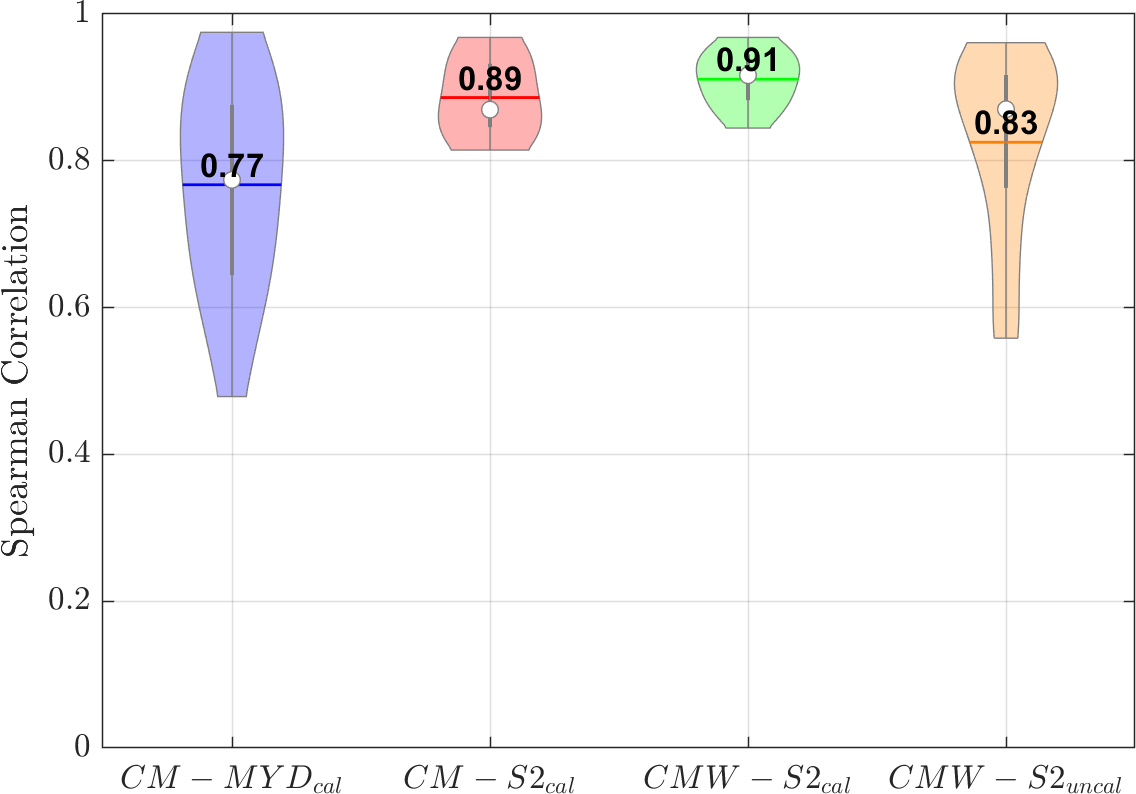 Spearman Correlation
1
0.8
0.6
0.4
0.2
0
0.77
0.89
0.91
0.83
CM − MYD_cal
CM − S2_cal
CMW − S2_cal
CMW − S2_uncal